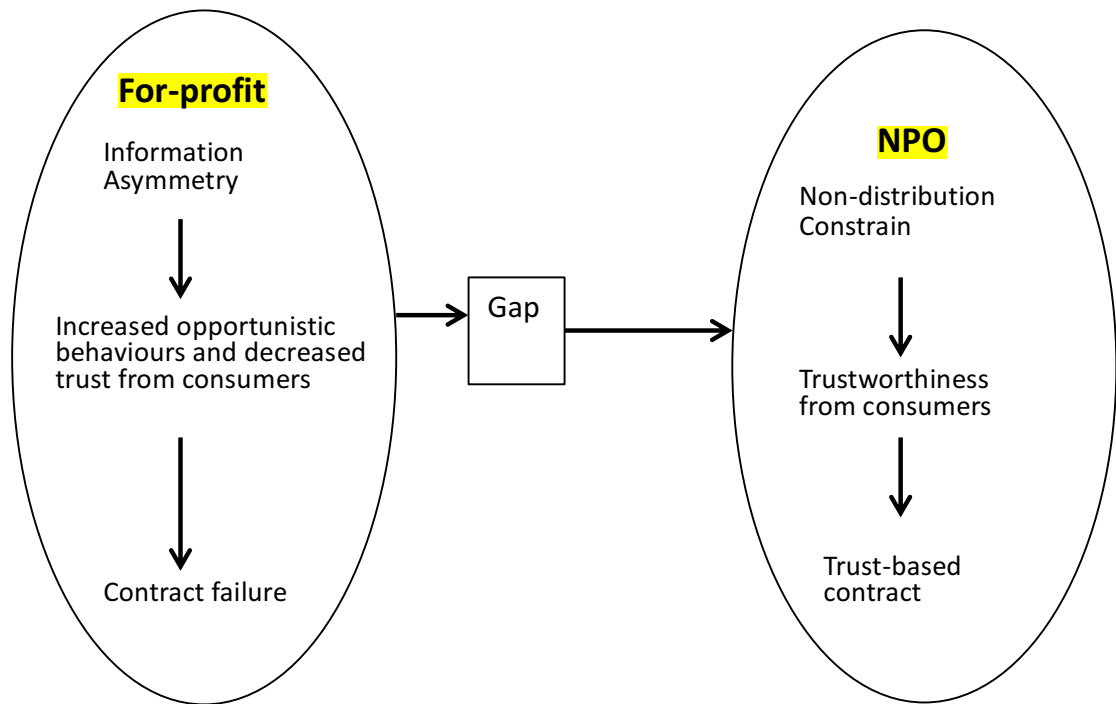 For-profit
Information
Asymmetry
Increased opportunistic
behaviours and decreased
trust from consumers
Contract failure
Gap
NPO
Non-distribution
Constrain
Trustworthiness
from consumers
Trust-based
contract